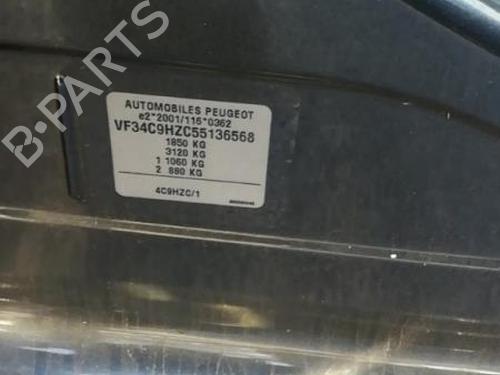 B-PARTS
AUTOMOBILES PEUGEOT
e2*2001/116*0362
VF34C9HZC55136568
1850 KG
3120 KG
1 1060 KG
2 880 KG
4C9HZC/1